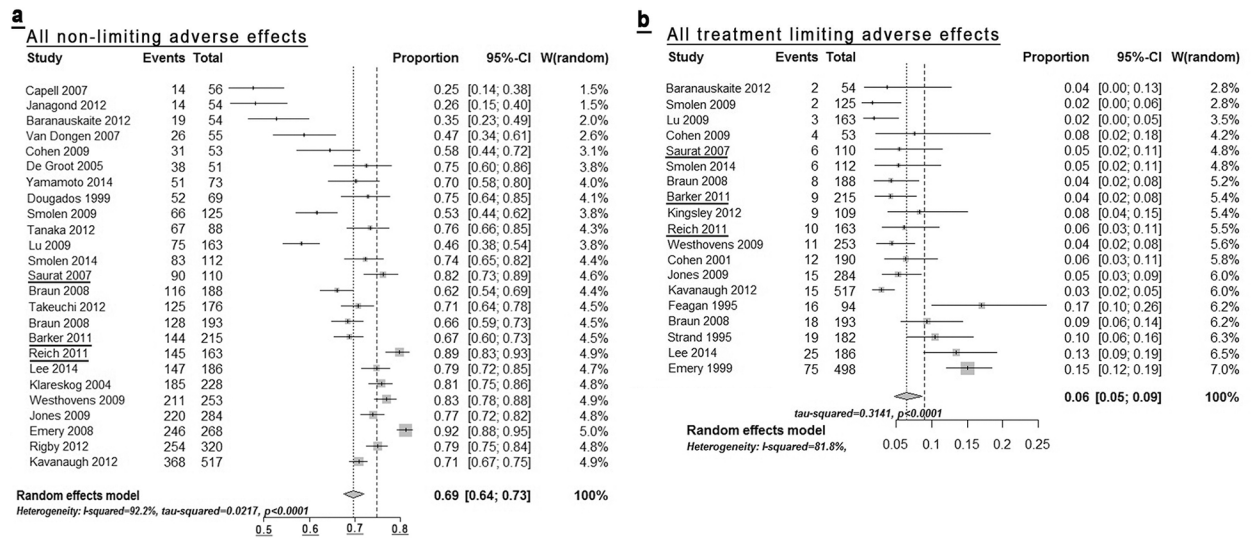 a
All non-limiting adverse effects
Study Events Total Proportion 95%-CI W(random)
Capell 2007 14 56 0.25 [0.14; 0.38] 1.5%
Janagond 2012 14 54 0.26 [0.15; 0.40] 1.5%
Baranauskaite 2012 19 54 0.35 [0.23; 0.49] 2.0%
Van Dongen 2007 26 55 0.47 [0.34; 0.61] 2.6%
Cohen 2009 31 53 0.58 [0.44; 0.72] 3.1%
De Groot 2005 38 51 0.75 [0.60; 0.86] 3.8%
Yamamoto 2014 51 73 0.70 [0.58; 0.80] 4.0%
Dougados 1999 52 69 0.75 [0.64; 0.85] 4.1%
Smolen 2009 66 125 0.53 [0.44; 0.62] 3.8%
Tanaka 2012 67 88 0.76 [0.66; 0.85] 4.3%
Lu 2009 75 163 0.46 [0.38; 0.54] 3.8%
Smolen 2014 83 112 0.74 [0.65; 0.82] 4.4%
Saurat 2007 90 110 0.82 [0.73; 0.89] 4.6%
Braun 2008 116 188 0.62 [0.54; 0.69] 4.4%
Takeuchi 2012 125 176 0.71 [0.64; 0.78] 4.5%
Braun 2008 128 193 0.66 [0.59; 0.73] 4.5%
Barker 2011 144 215 0.67 [0.60; 0.73] 4.5%
Reich 2011 145 163 0.89 [0.83; 0.93] 4.9%
Lee 2014 147 186 0.79 [0.72; 0.85] 4.7%
Klareskog 2004 185 228 0.81 [0.75; 0.86] 4.8%
Westhovens 2009 211 253 0.83 [0.78; 0.88] 4.9%
Jones 2009 220 284 0.77 [0.72; 0.82] 4.8%
Emery 2008 246 268 0.92 [0.88; 0.95] 5.0%
Rigby 2012 254 320 0.79 [0.75; 0.84] 4.8%
Kavanaugh 2012 368 517 0.71 [0.67; 0.75] 4.9%
Random effects model 0.69 [0.64; 0.73] 100%
Heterogeneity: I-squared=92.2%, tau-squared=0.0217, p<0.0001
0.5 0.6 0.7 0.8
b
All treatment limiting adverse effects
Study Events Total Proportion 95%-CI W(random)
Baranauskaite 2012 2 54 0.04 [0.00; 0.13] 2.8%
Smolen 2009 2 125 0.02 [0.00; 0.06] 2.8%
Lu 2009 3 163 0.02 [0.00; 0.05] 3.5%
Cohen 2009 4 53 0.08 [0.02; 0.18] 4.2%
Saurat 2007 6 110 0.05 [0.02; 0.11] 4.8%
Smolen 2014 6 112 0.05 [0.02; 0.11] 4.8%
Braun 2008 8 188 0.04 [0.02; 0.08] 5.2%
Barker 2011 9 215 0.04 [0.02; 0.08] 5.4%
Kingsley 2012 9 109 0.08 [0.04; 0.15] 5.4%
Reich 2011 10 163 0.06 [0.03; 0.11] 5.5%
Westhovens 2009 11 253 0.04 [0.02; 0.08] 5.6%
Cohen 2001 12 190 0.06 [0.03; 0.11] 5.8%
Jones 2009 15 284 0.05 [0.03; 0.09] 6.0%
Kavanaugh 2012 15 517 0.03 [0.02; 0.05] 6.1%
Feagan 1995 16 94 0.17 [0.10; 0.26] 6.2%
Braun 2008 18 193 0.09 [0.06; 0.14] 6.2%
Strand 1995 19 182 0.10 [0.06; 0.16] 6.3%
Lee 2014 25 186 0.13 [0.09; 0.19] 6.5%
Emery 1999 75 498 0.15 [0.12; 0.19] 7.0%
0.06 [0.05; 0.09] 100%
tau-squared=0.3141, p<0.0001
Random effects model
Heterogeneity: I-squared=81.8%,
0.05 0.1 0.15 0.2 0.25